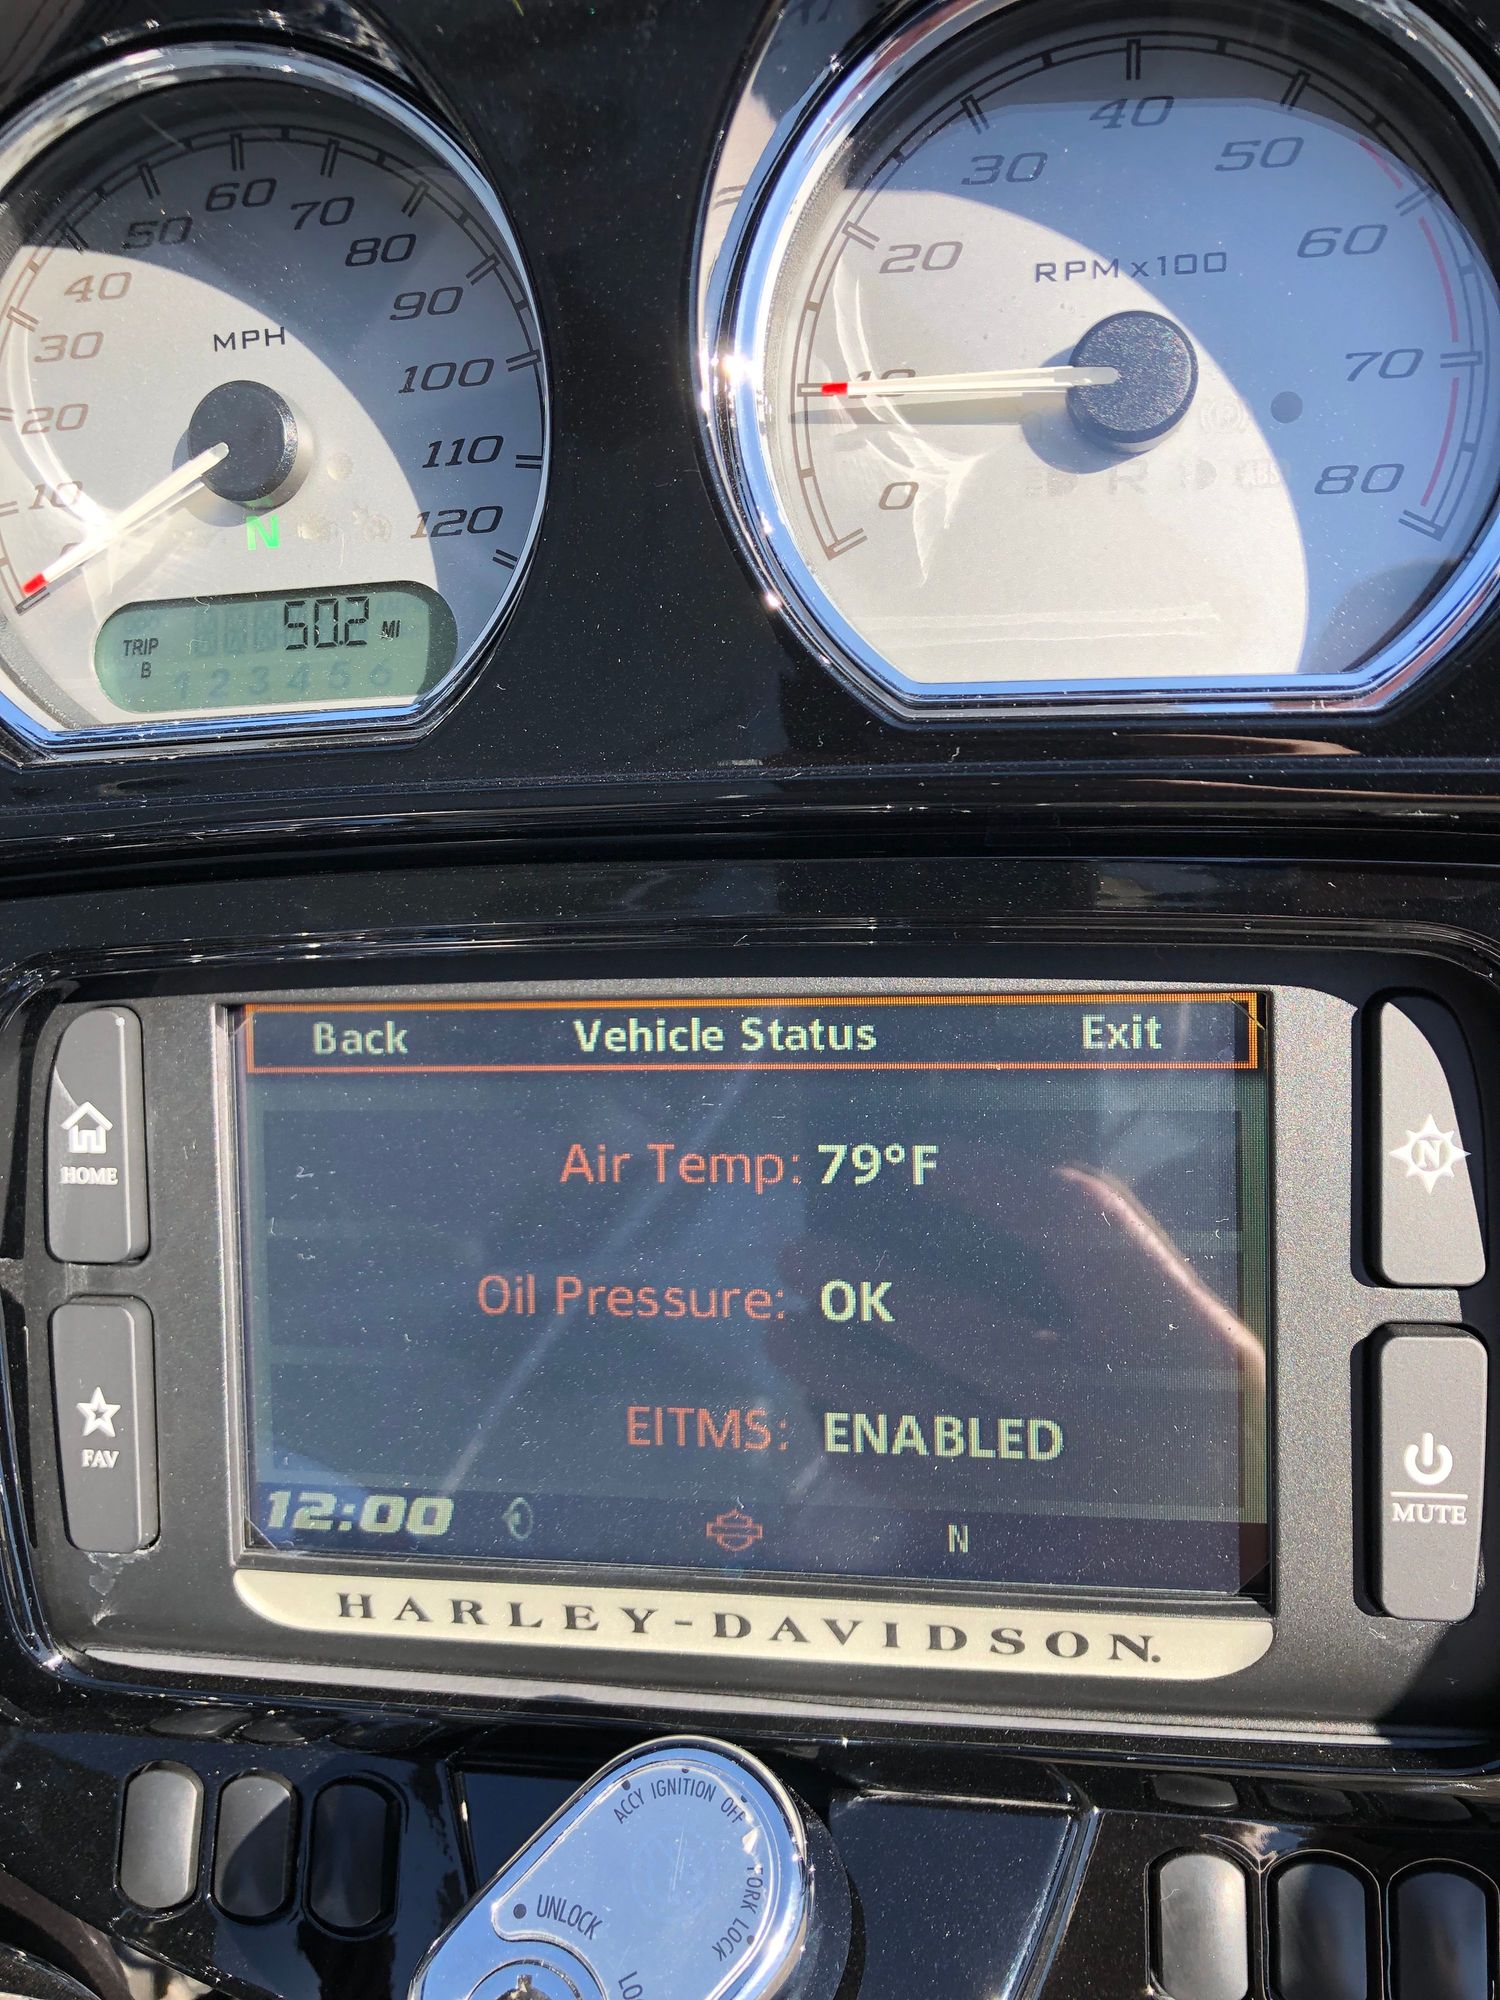 60
50
70
40
80
30
MPH
90
20
100
10
110
0
120
N
TRIP
B
50.2 MI
1 2 3 4 5 6
40
30
50
20
RPM x100
60
10
70
0
80
R
Back Vehicle Status Exit
Air Temp: 79°F
Oil Pressure: OK
EITMS: ENABLED
12:00
N
HOME
FAV
N
MUTE
HARLEY-DAVIDSON.
ACCY IGNITION OFF
FORK LOCK
UNLOCK